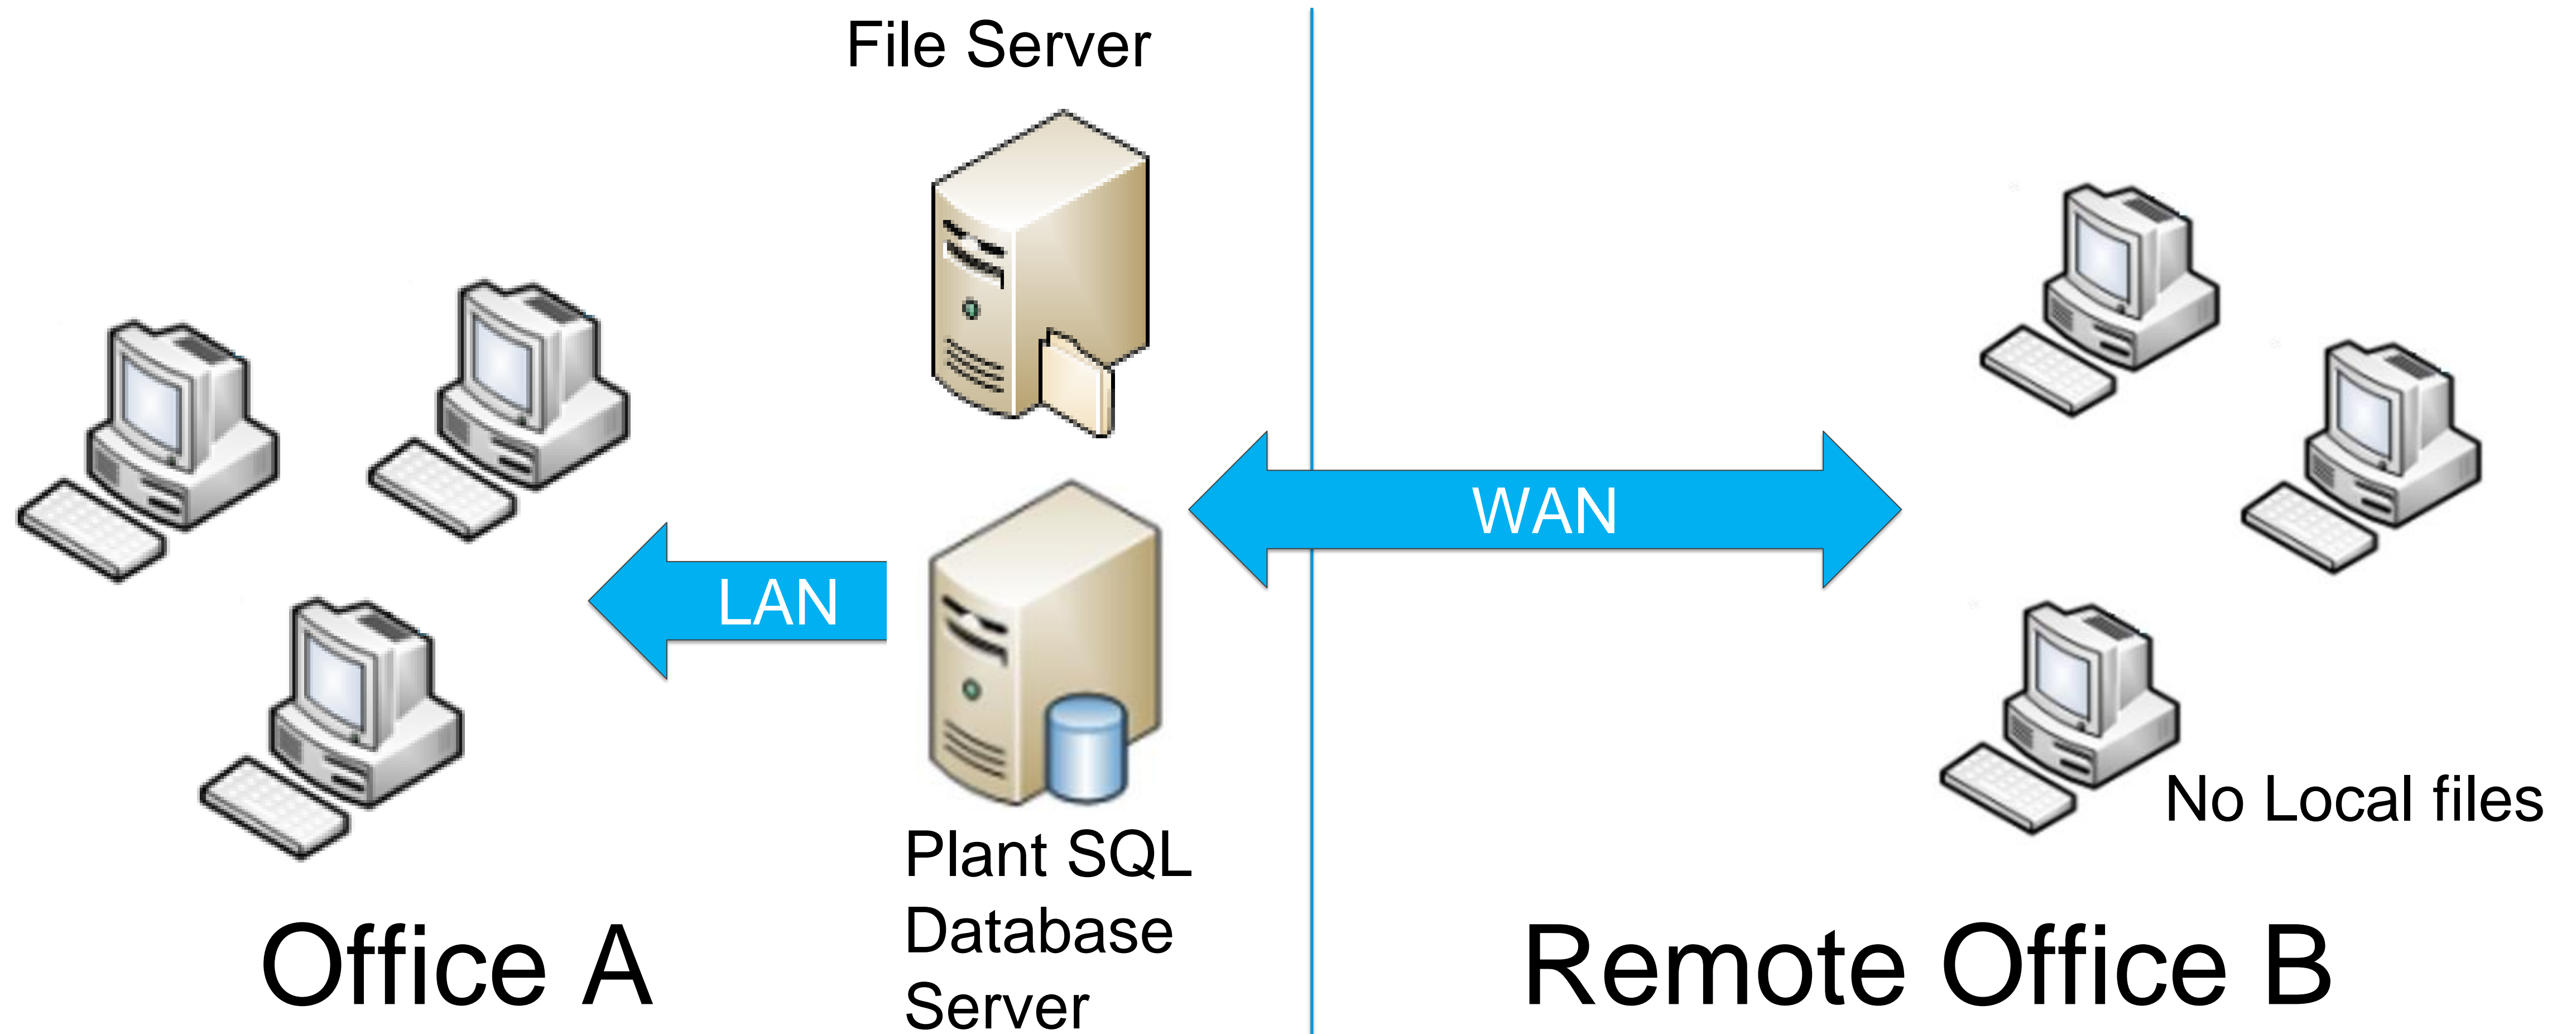 File Server
WAN
LAN
No Local files
Plant SQL
Database
Server
Office A
Remote Office B